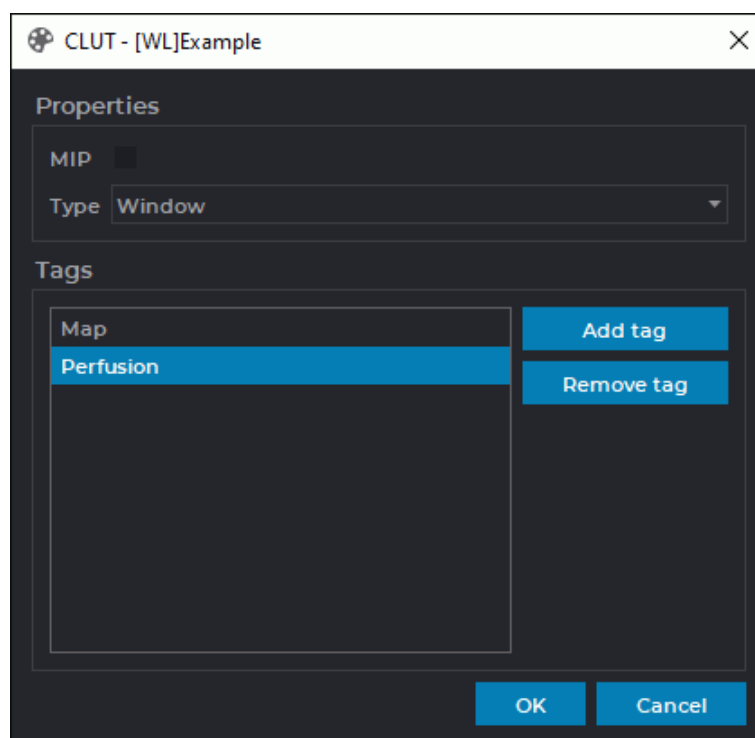 CLUT - [WL]Example
Properties
MIP
Type Window
Tags
Map
Perfusion
Add tag
Remove tag
OK
Cancel